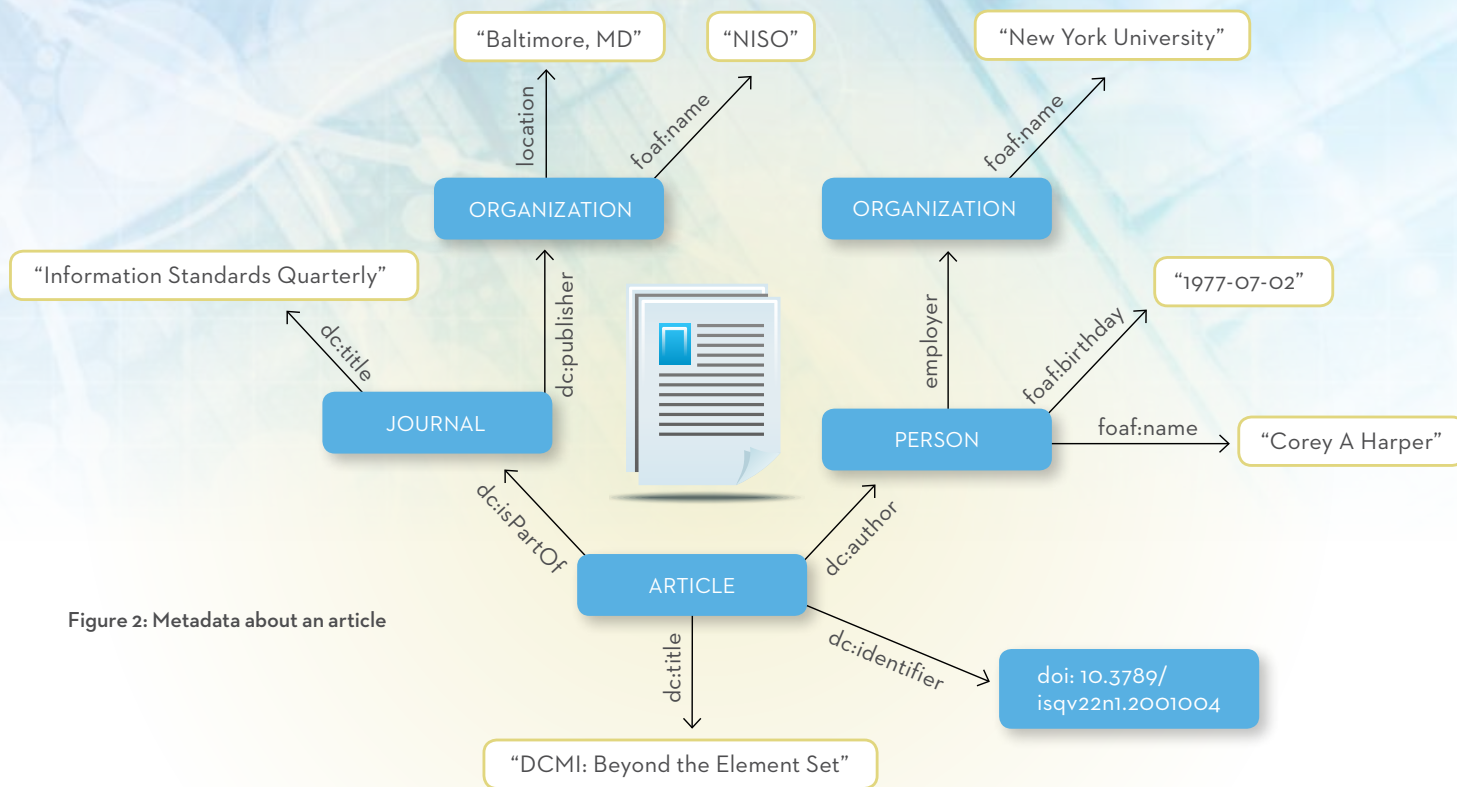 “Baltimore, MD”
“NISO”
“New York University”
location
foaf:name
foaf:name
ORGANIZATION
ORGANIZATION
“Information Standards Quarterly”
“1977-07-02”
dc:title
dc:publisher
employer
foaf:birthday
JOURNAL
PERSON
foaf:name
“Corey A Harper”
dc:isPartOf
dc:author
ARTICLE
Figure 2: Metadata about an article
dc:title
dc:identifier
doi: 10.3789/
isqv22n1.2001004
“DCMI: Beyond the Element Set”